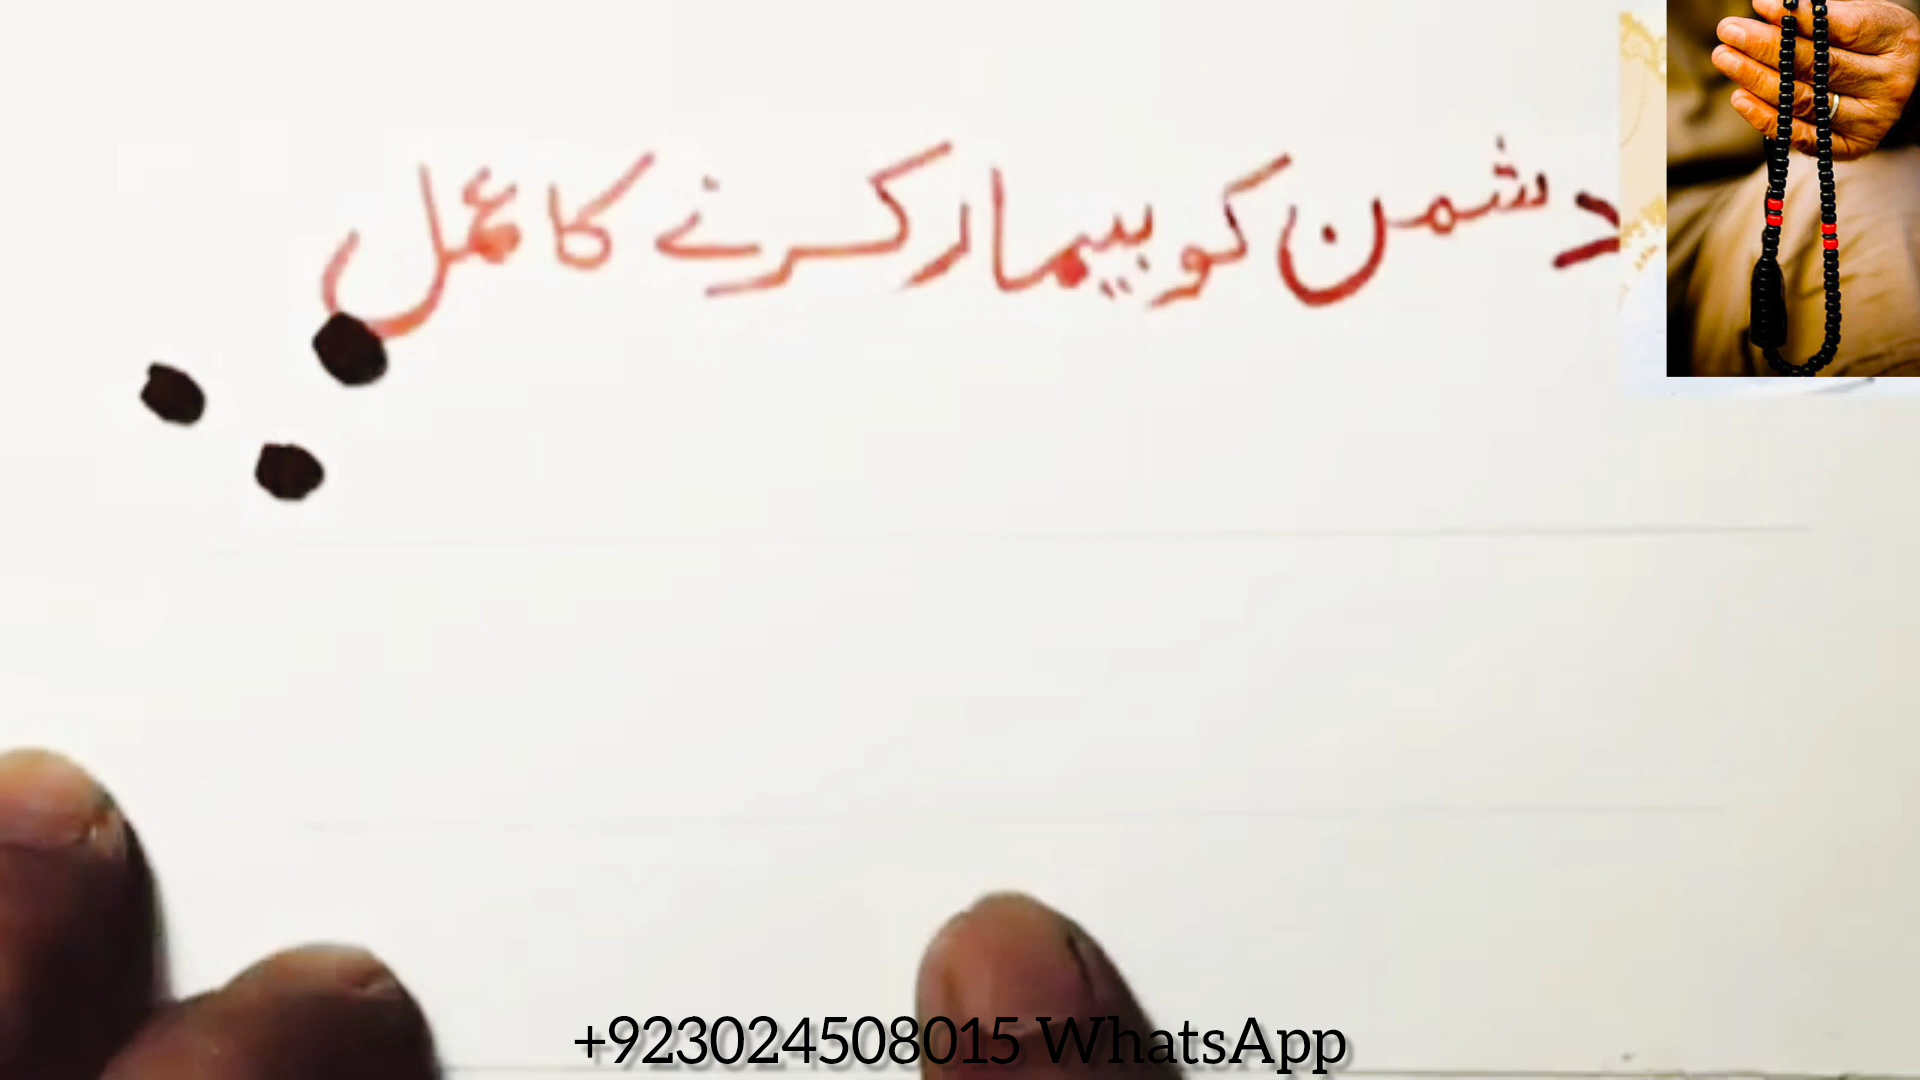 دشمن کو بیمار کرنے کا عمل
+923024508015 WhatsApp